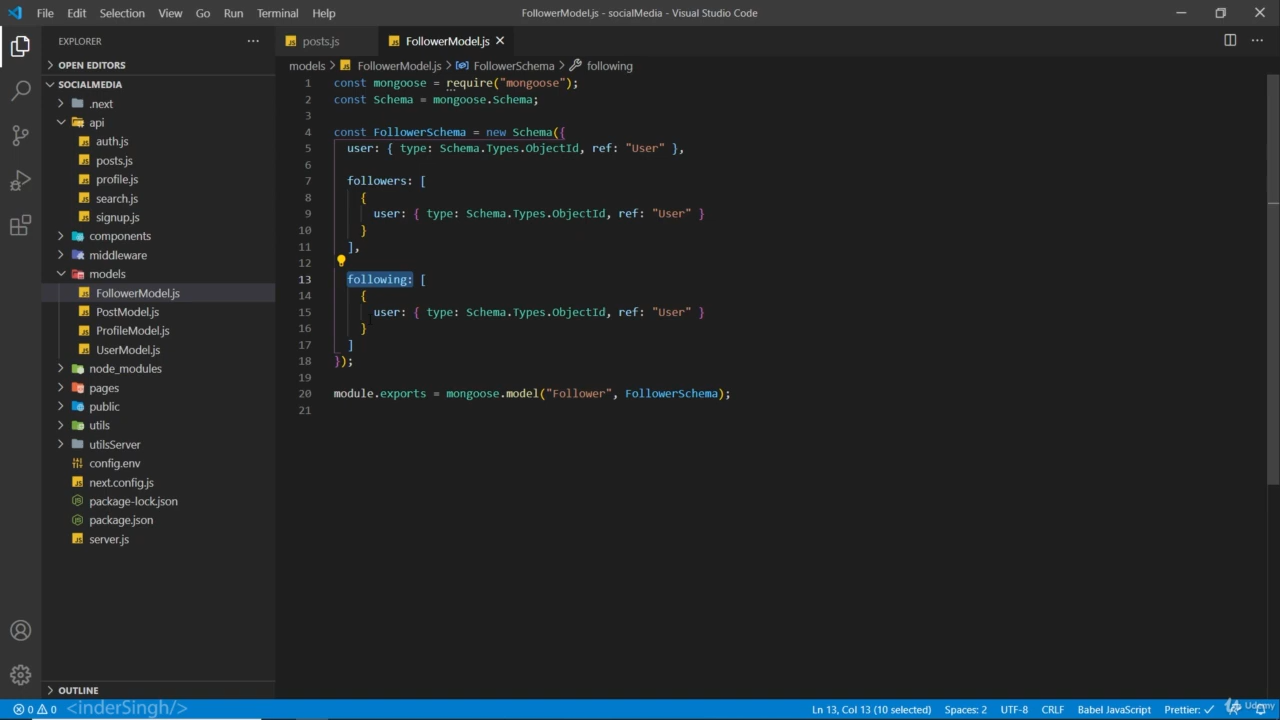 File Edit Selection View Go Run Terminal Help
FollowerModel.js - socialMedia - Visual Studio Code
EXPLORER
OPEN EDITORS
SOCIALMEDIA
.next
api
auth.js
posts.js
profile.js
search.js
signup.js
components
middleware
models
FollowerModel.js
PostModel.js
ProfileModel.js
UserModel.js
node_modules
pages
public
utils
utilsServer
config.env
next.config.js
package-lock.json
package.json
server.js
OUTLINE
posts.js FollowerModel.js
models > FollowerModel.js > FollowerSchema > following
1 const mongoose = require("mongoose");
2 const Schema = mongoose.Schema;
3
4 const FollowerSchema = new Schema({
5 user: { type: Schema.Types.ObjectId, ref: "User" },
6
7 followers: [
8 {
9 user: { type: Schema.Types.ObjectId, ref: "User" }
10 }
11 ],
12
13 following: [
14 {
15 user: { type: Schema.Types.ObjectId, ref: "User" }
16 }
17 ]
18 });
19
20 module.exports = mongoose.model("Follower", FollowerSchema);
21
0 0 <inderSingh/> Ln 13, Col 13 (10 selected) Spaces: 2 UTF-8 CRLF Babel JavaScript Prettier: ✓
Udemy